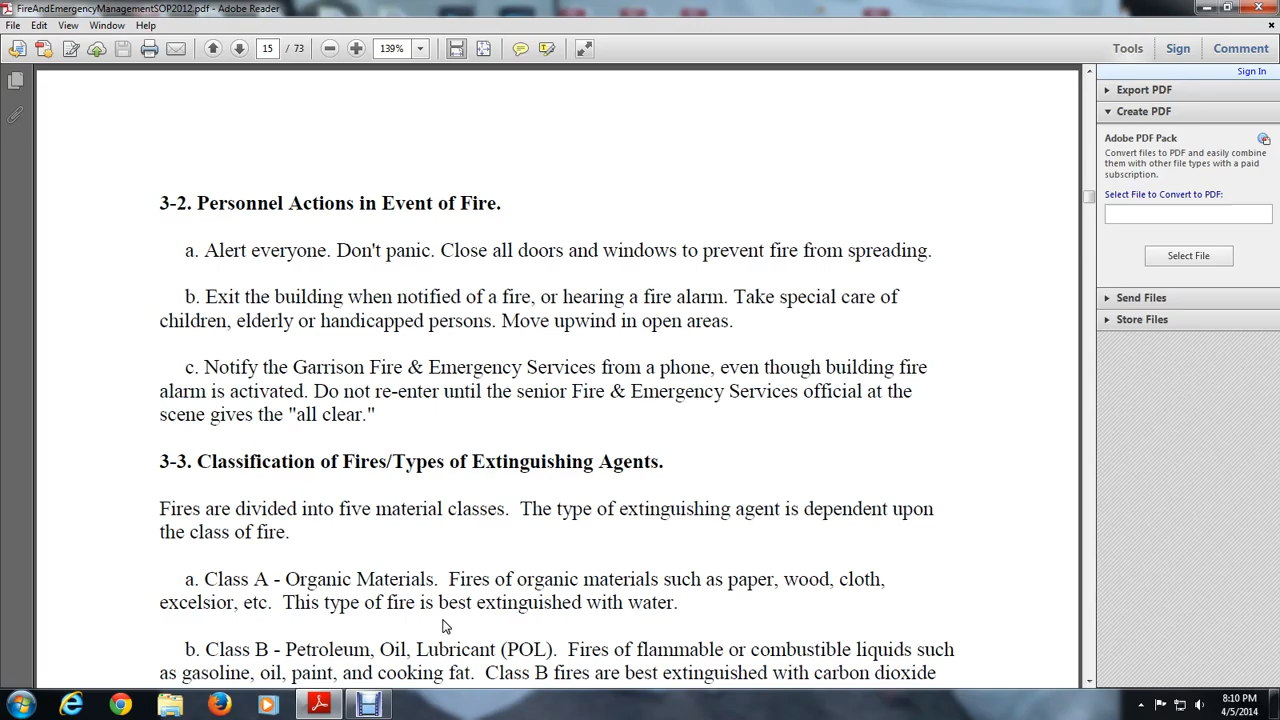 FireAndEmergencyManagementSOP2012.pdf - Adobe Reader
File Edit View Window Help
15 / 73 139% Tools Sign Comment
Sign In
Export PDF
Create PDF
Adobe PDF Pack
Convert files to PDF and easily combine
them with other file types with a paid
subscription.
Select File to Convert to PDF:
Select File
Send Files
Store Files
3-2. Personnel Actions in Event of Fire.
a. Alert everyone. Don't panic. Close all doors and windows to prevent fire from spreading.
b. Exit the building when notified of a fire, or hearing a fire alarm. Take special care of
children, elderly or handicapped persons. Move upwind in open areas.
c. Notify the Garrison Fire & Emergency Services from a phone, even though building fire
alarm is activated. Do not re-enter until the senior Fire & Emergency Services official at the
scene gives the "all clear."
3-3. Classification of Fires/Types of Extinguishing Agents.
Fires are divided into five material classes. The type of extinguishing agent is dependent upon
the class of fire.
a. Class A - Organic Materials. Fires of organic materials such as paper, wood, cloth,
excelsior, etc. This type of fire is best extinguished with water.
b. Class B - Petroleum, Oil, Lubricant (POL). Fires of flammable or combustible liquids such
as gasoline, oil, paint, and cooking fat. Class B fires are best extinguished with carbon dioxide
8:10 PM
4/5/2014